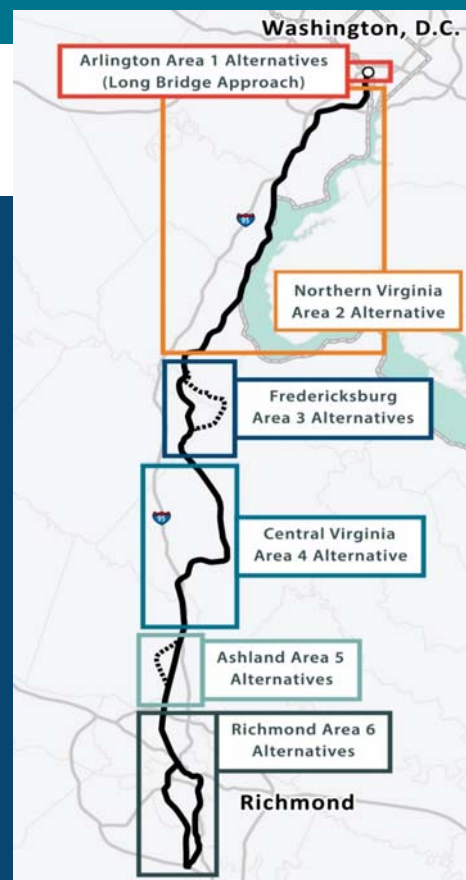 Washington, D.C.
Arlington Area 1 Alternatives
(Long Bridge Approach)
95
Northern Virginia
Area 2 Alternative
Fredericksburg
Area 3 Alternatives
95
Central Virginia
Area 4 Alternative
Ashland Area 5
Alternatives
Richmond Area 6
Alternatives
Richmond